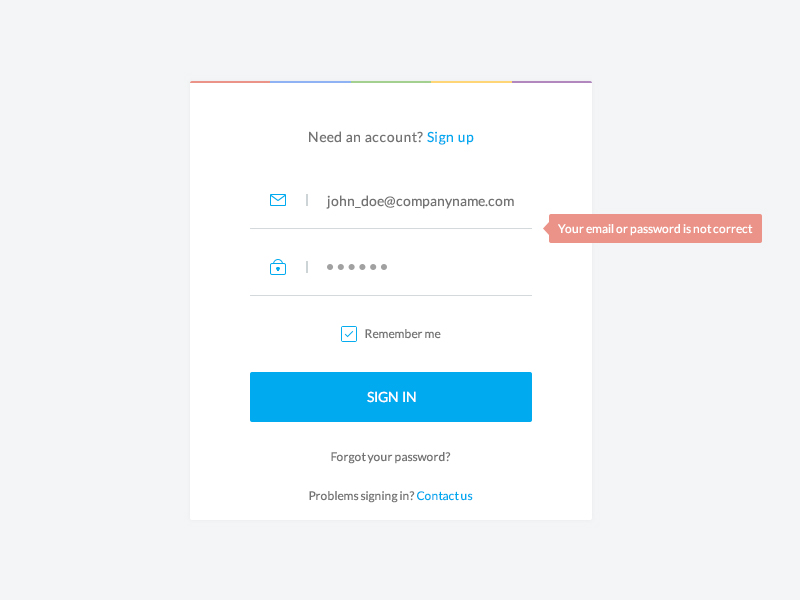 Need an account? Sign up
john_doe@companyname.com
Your email or password is not correct
Remember me
SIGN IN
Forgot your password?
Problems signing in? Contact us